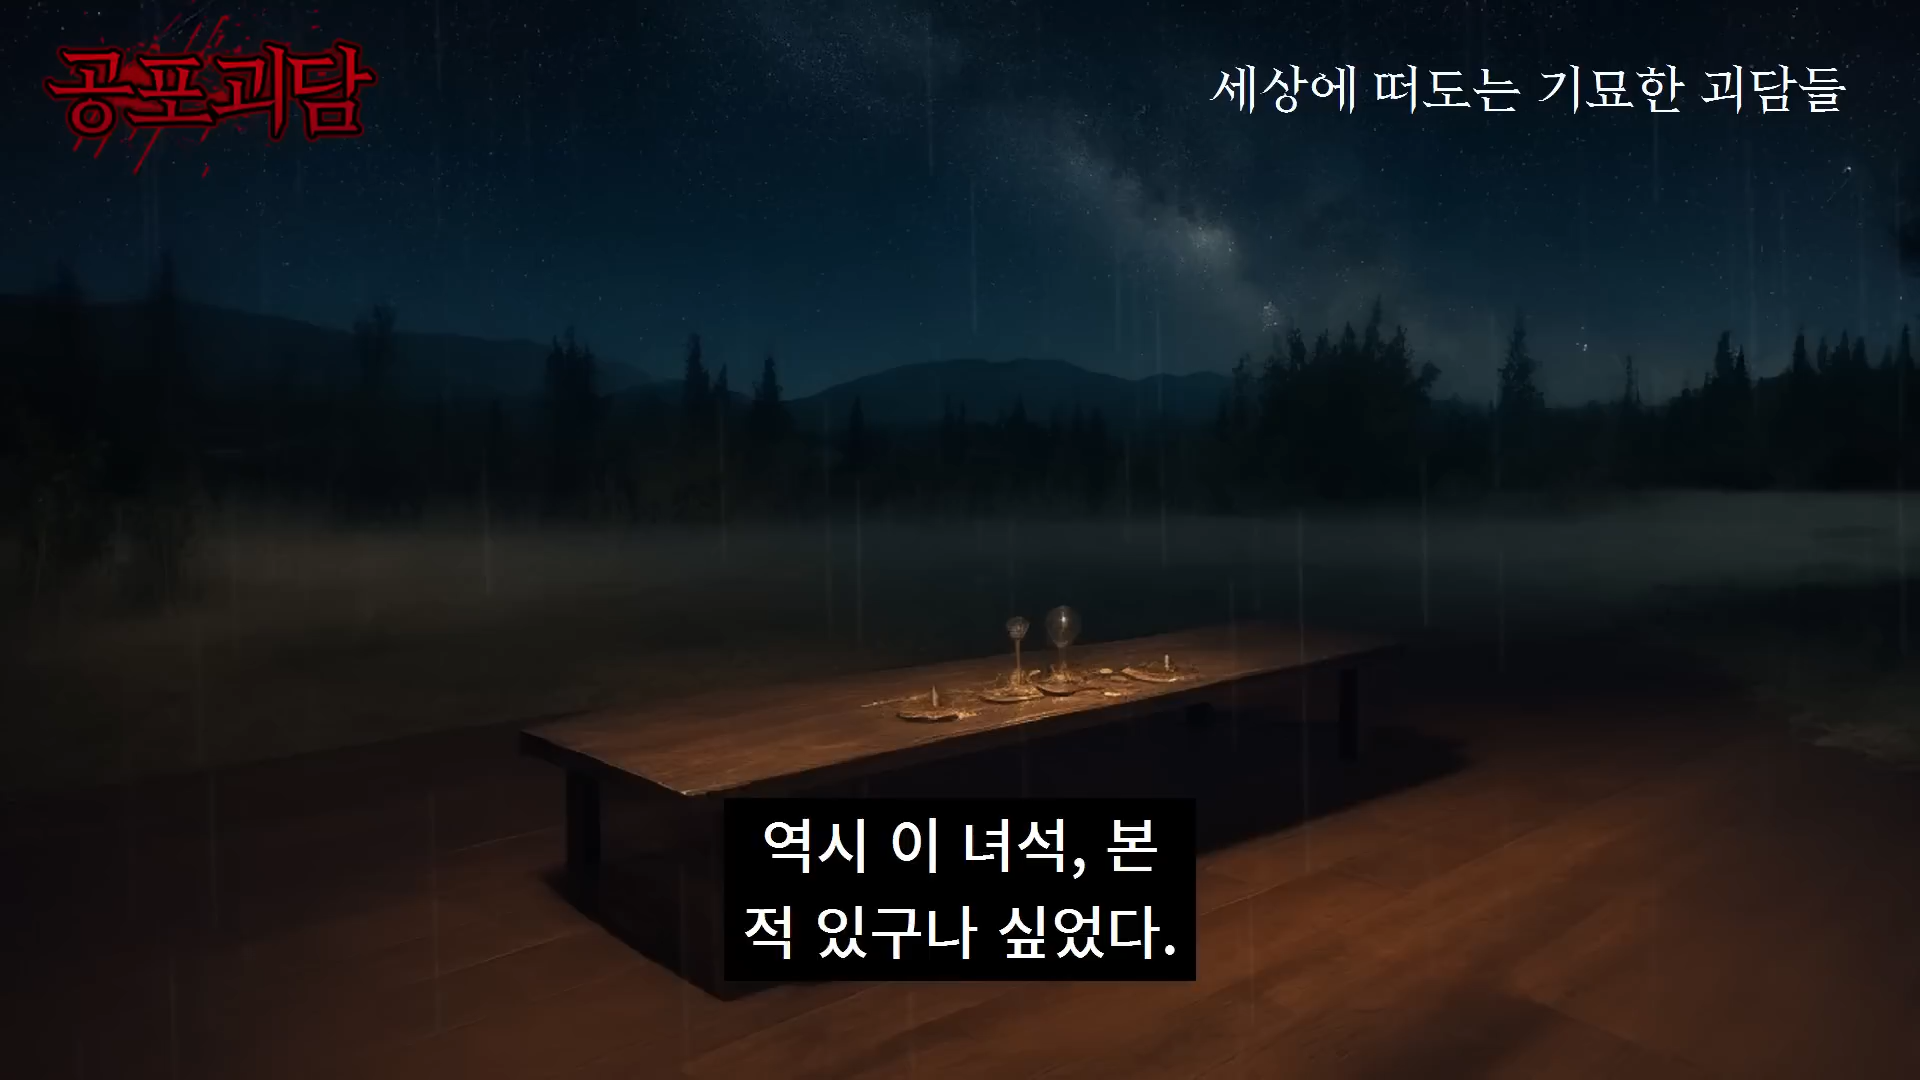 공포괴담
세상에 떠도는 기묘한 괴담들
역시 이 녀석, 본
적 있구나 싶었다.